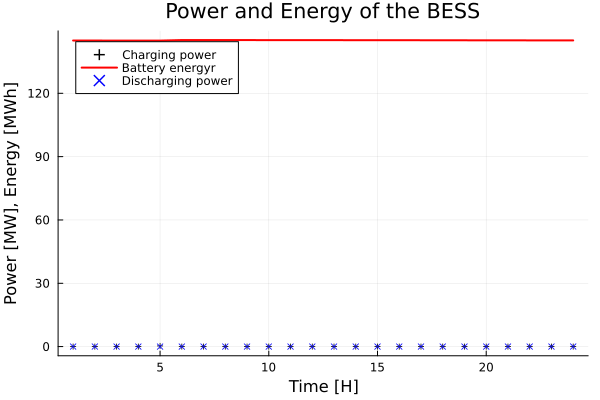 Power and Energy of the BESS
Charging power
Battery energyr
Discharging power
Power [MW], Energy [MWh]
120
90
60
30
0
5
10
15
20
Time [H]